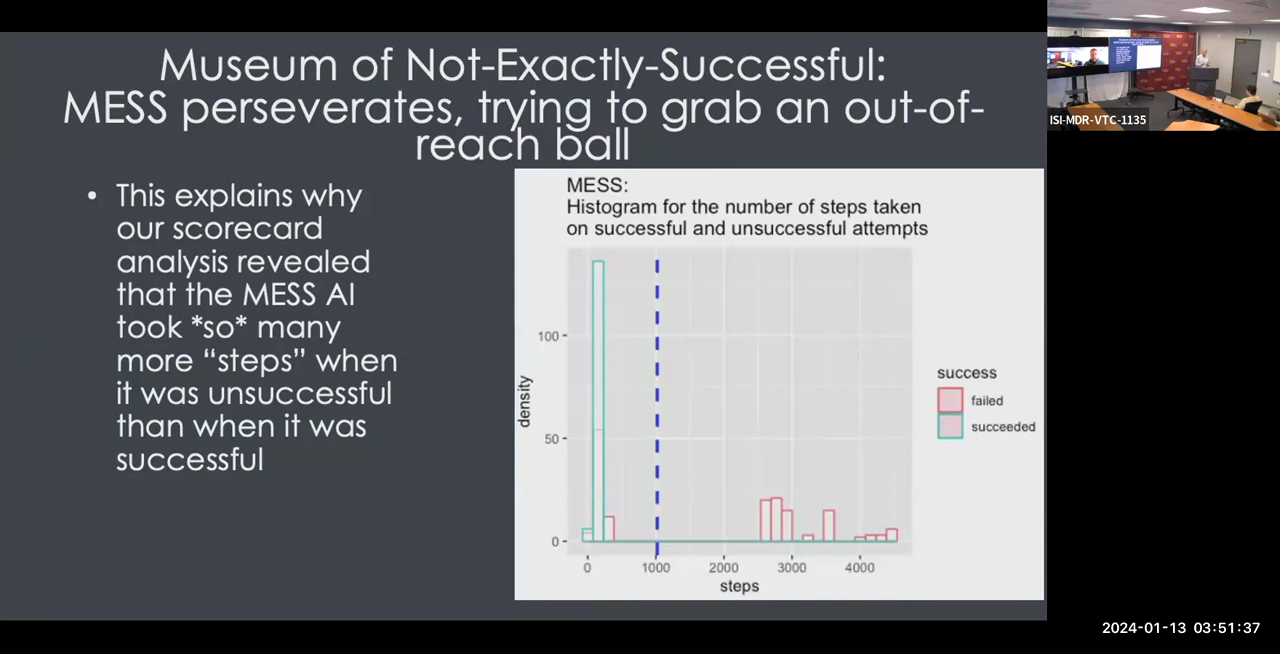 Museum of Not-Exactly-Successful:
MESS perseverates, trying to grab an out-of-
reach ball
• This explains why
our scorecard
analysis revealed
that the MESS AI
took *so* many
more “steps” when
it was unsuccessful
than when it was
successful
MESS:
Histogram for the number of steps taken
on successful and unsuccessful attempts
density
100
50
0
0 1000 2000 3000 4000
steps
success
failed
succeeded
ISI-MDR-VTC-1135
2024-01-13 03:51:37